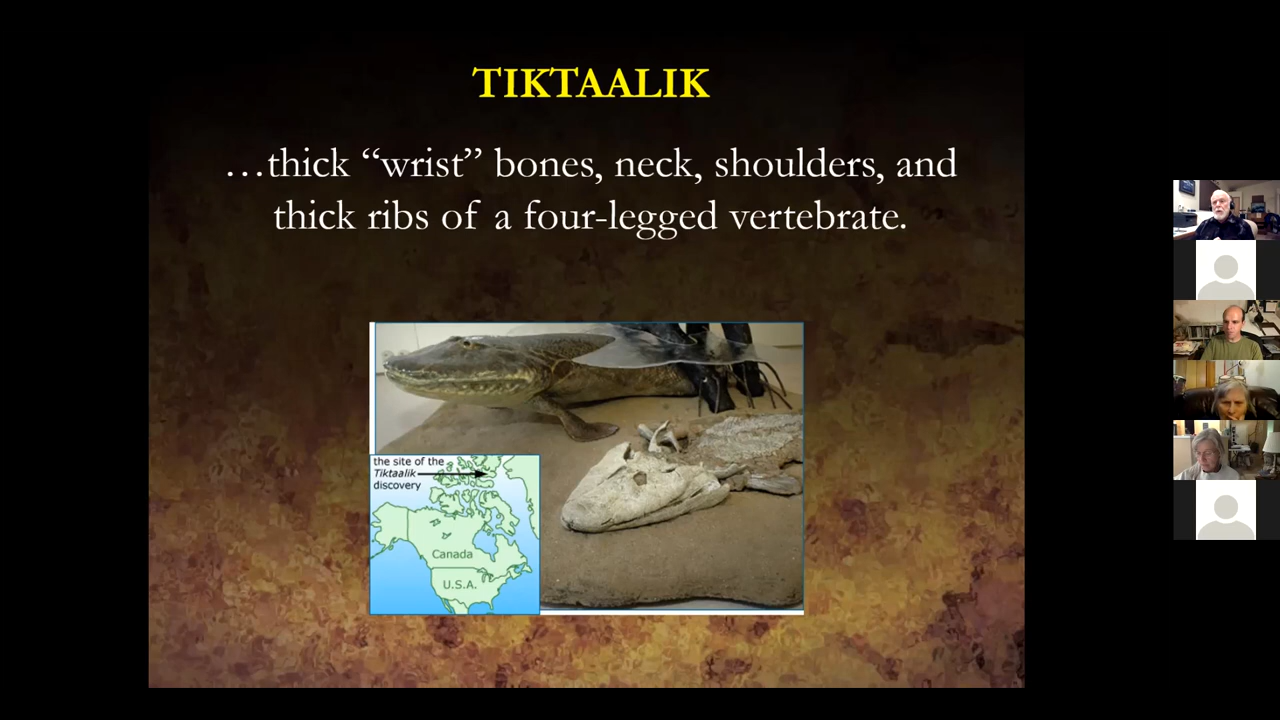 TIKTAALIK
…thick “wrist” bones, neck, shoulders, and
thick ribs of a four-legged vertebrate.
the site of the
Tiktaalik
discovery
Canada
U.S.A.